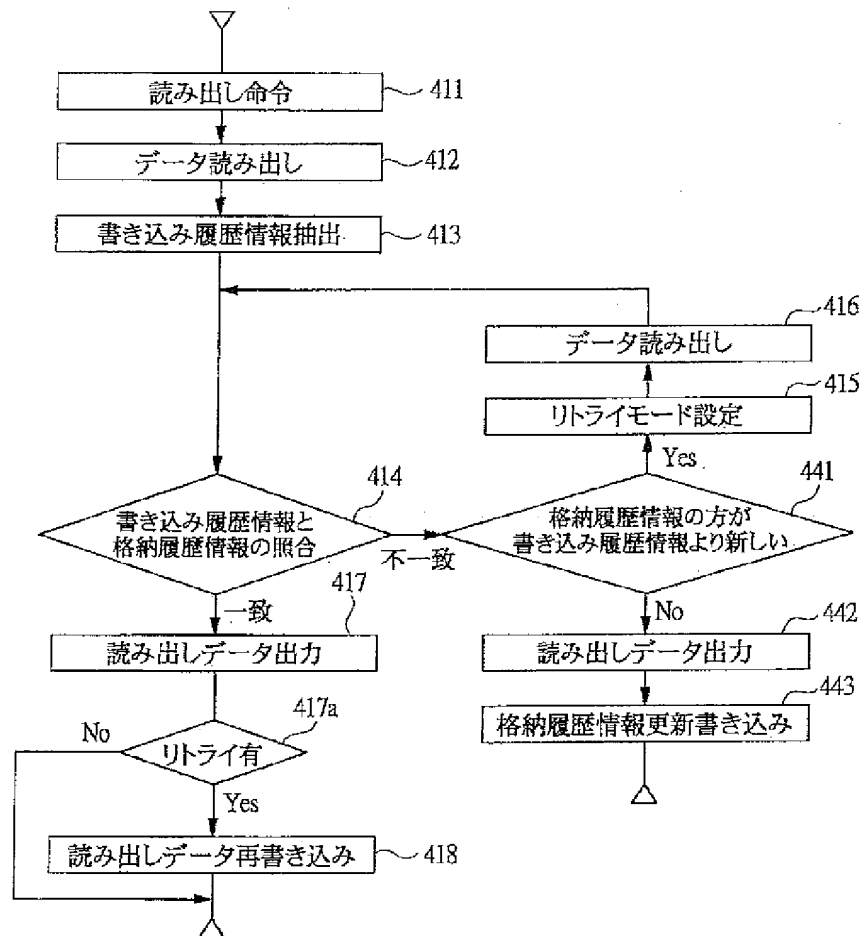 読み出し命令
411
データ読み出し
412
書き込み履歴情報抽出
413
416
データ読み出し
415
リトライモード設定
Yes
414
書き込み履歴情報と
格納履歴情報の照合
不一致
441
格納履歴情報の方が
書き込み履歴情報より新しい
一致
417
読み出しデータ出力
No
442
読み出しデータ出力
443
格納履歴情報更新書き込み
417a
リトライ有
No
Yes
読み出しデータ再書き込み
418